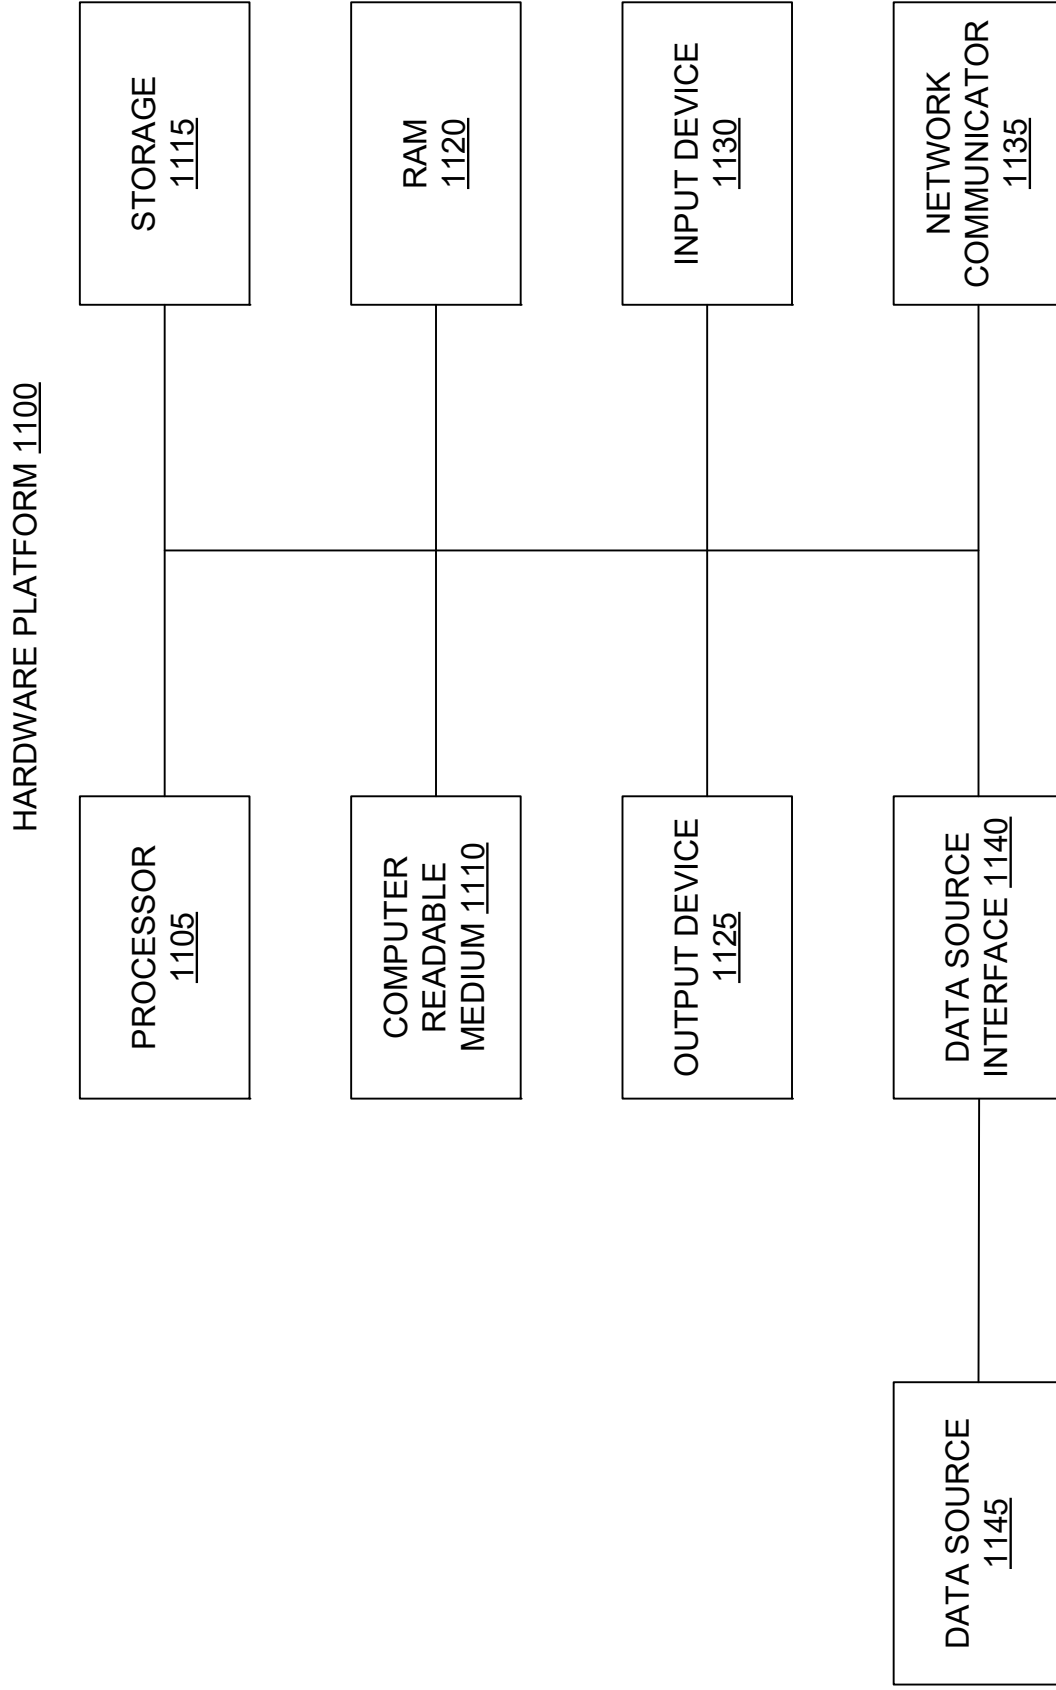 HARDWARE PLATFORM 1100
PROCESSOR
1105
STORAGE
1115
COMPUTER
READABLE
MEDIUM 1110
RAM
1120
OUTPUT DEVICE
1125
INPUT DEVICE
1130
DATA SOURCE
1145
DATA SOURCE
INTERFACE 1140
NETWORK
COMMUNICATOR
1135